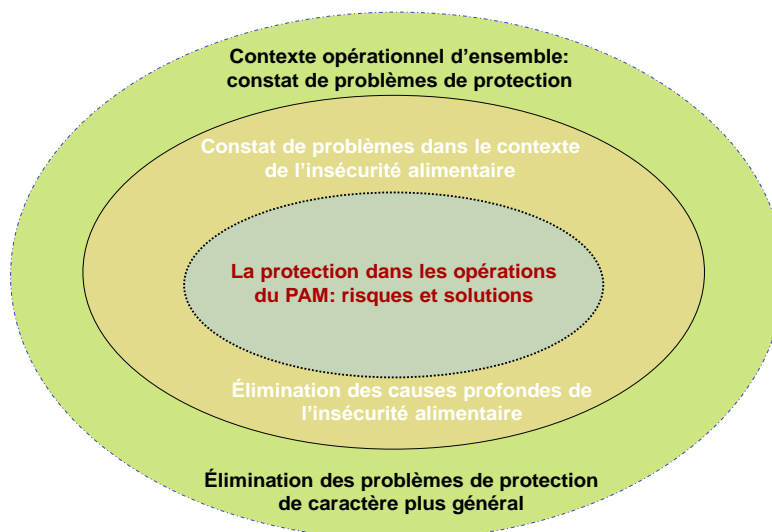 Contexte opérationnel d’ensemble:
constat de problèmes de protection
Constat de problèmes dans le contexte
de l’insécurité alimentaire
La protection dans les opérations
du PAM: risques et solutions
Élimination des causes profondes de
l’insécurité alimentaire
Élimination des problèmes de protection
de caractère plus général